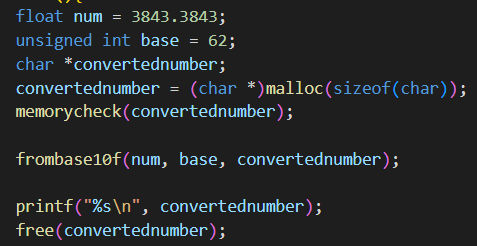 (){
float num = 3843.3843;
unsigned int base = 62;
char *convertednumber;
convertednumber = (char *)malloc(sizeof(char));
memorycheck(convertednumber);
frombase10f(num, base, convertednumber);
printf("%s\n", convertednumber);
free(convertednumber);